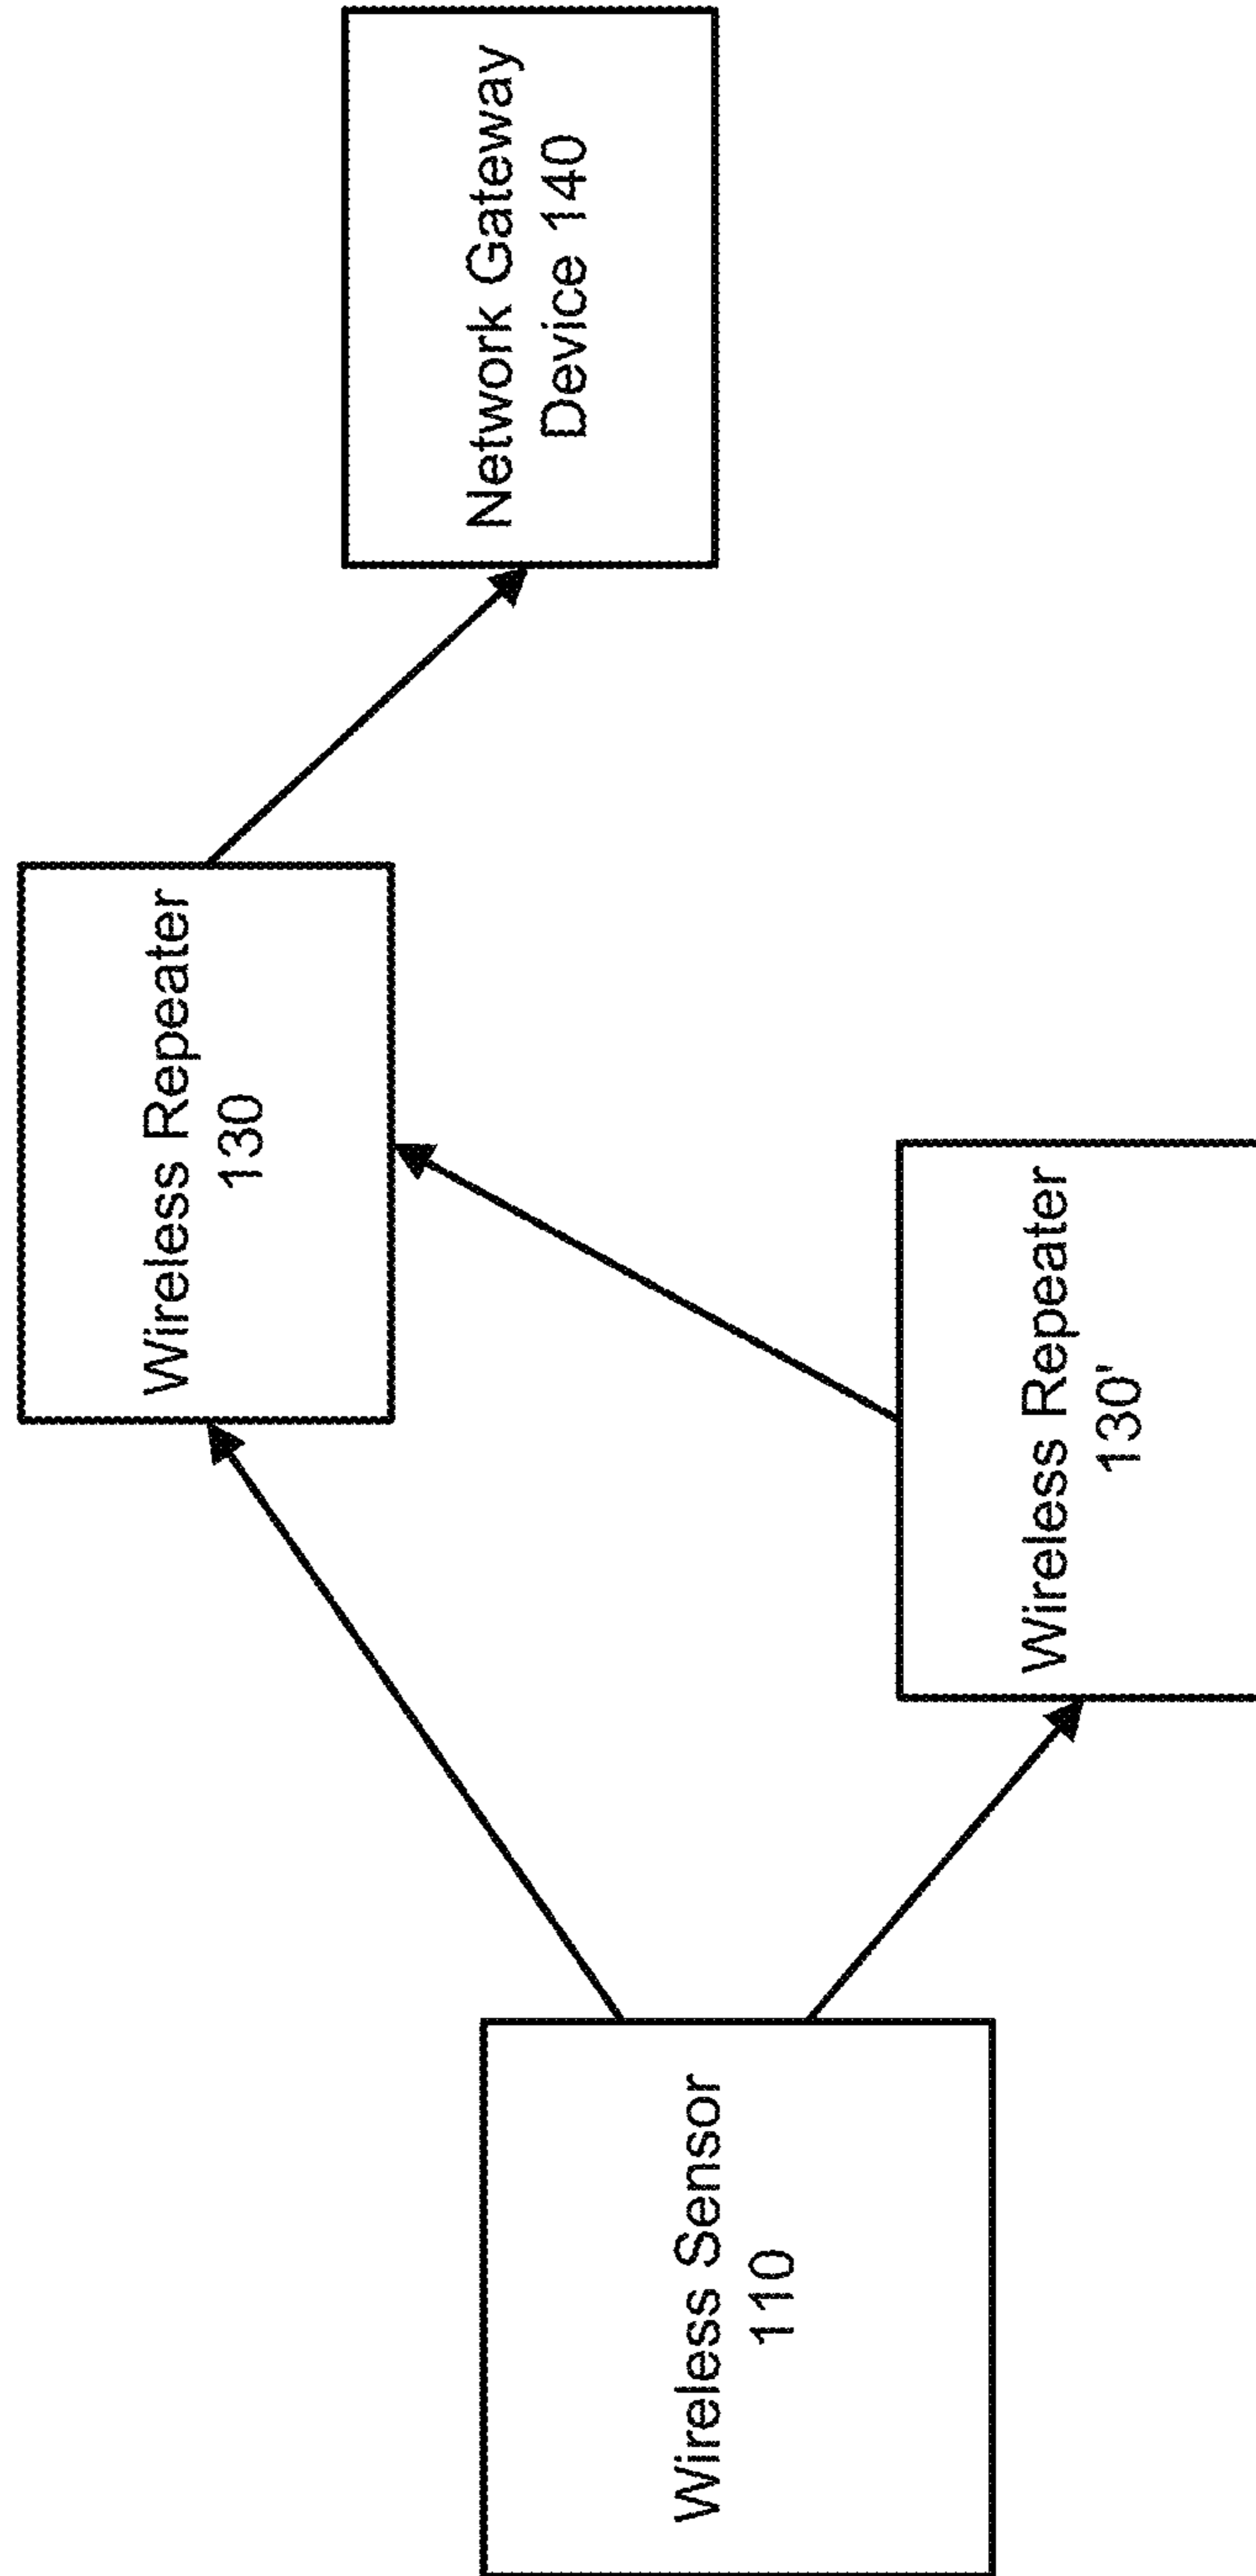 Wireless Sensor
110
Wireless Repeater
130
Wireless Repeater
130'
Network Gateway
Device 140